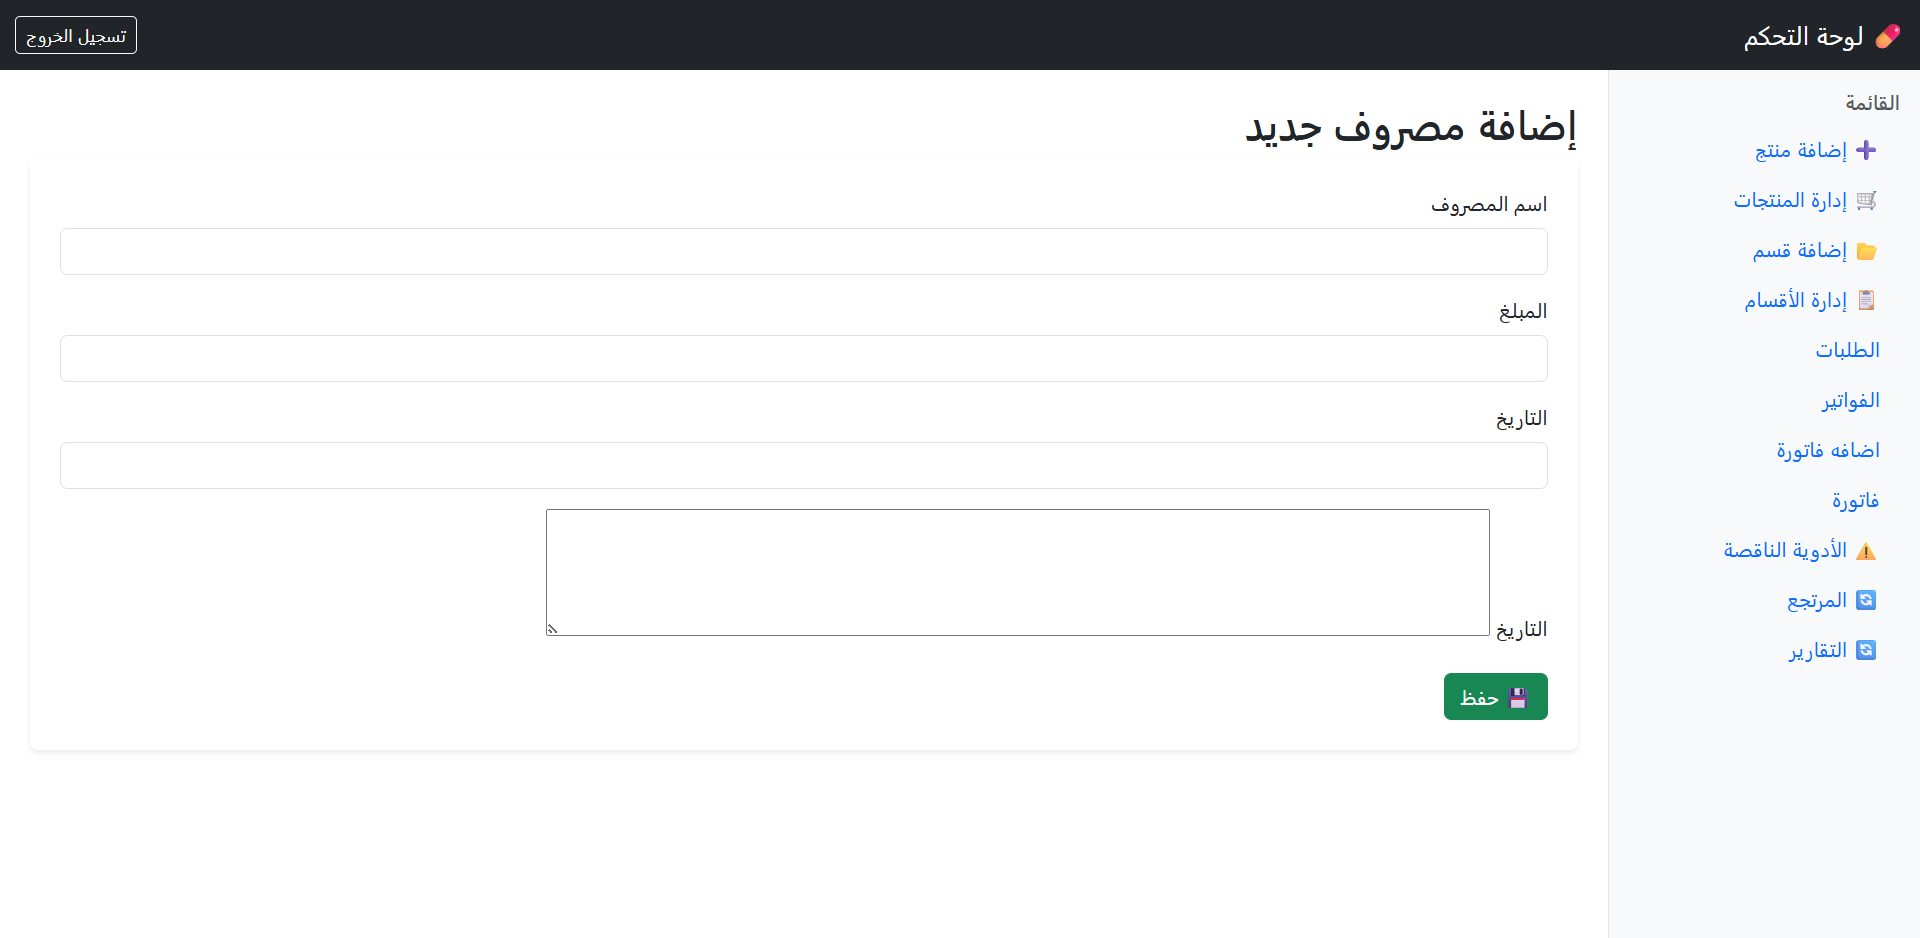 لوحة التحكم
تسجيل الخروج
القائمة
إضافة منتج
إدارة المنتجات
إضافة قسم
إدارة الأقسام
الطلبات
الفواتير
اضافه فاتورة
فاتورة
الأدوية الناقصة
المرتجع
التقارير
إضافة مصروف جديد
اسم المصروف
المبلغ
التاريخ
التاريخ
حفظ